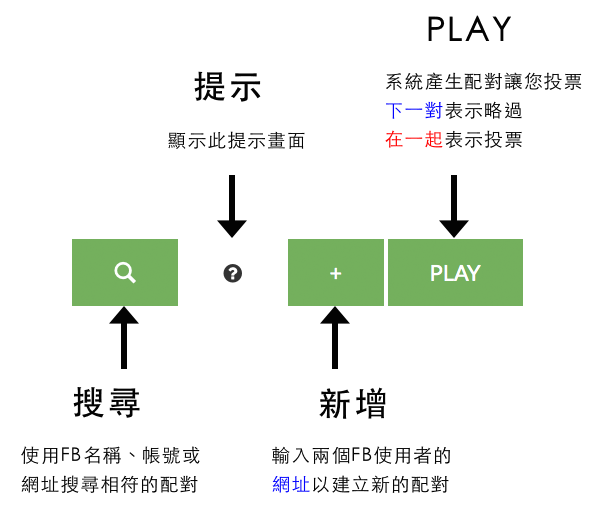 PLAY
系統產生配對讓您投票
下一對表示略過
在一起表示投票
提示
顯示此提示畫面
?
+
PLAY
搜尋
使用FB名稱、帳號或
網址搜尋相符的配對
新增
輸入兩個FB使用者的
網址以建立新的配對